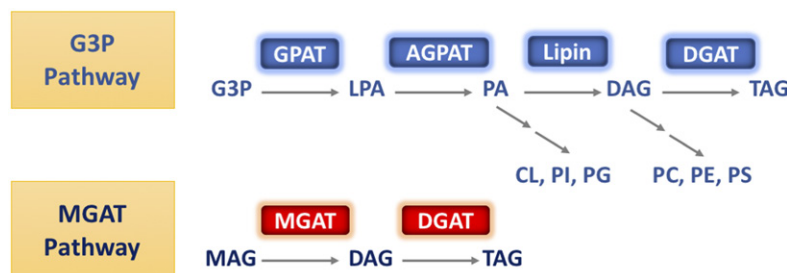 G3P
Pathway
GPAT AGPAT Lipin DGAT
G3P LPA PA DAG TAG
CL, PI, PG PC, PE, PS
MGAT
Pathway
MGAT DGAT
MAG DAG TAG